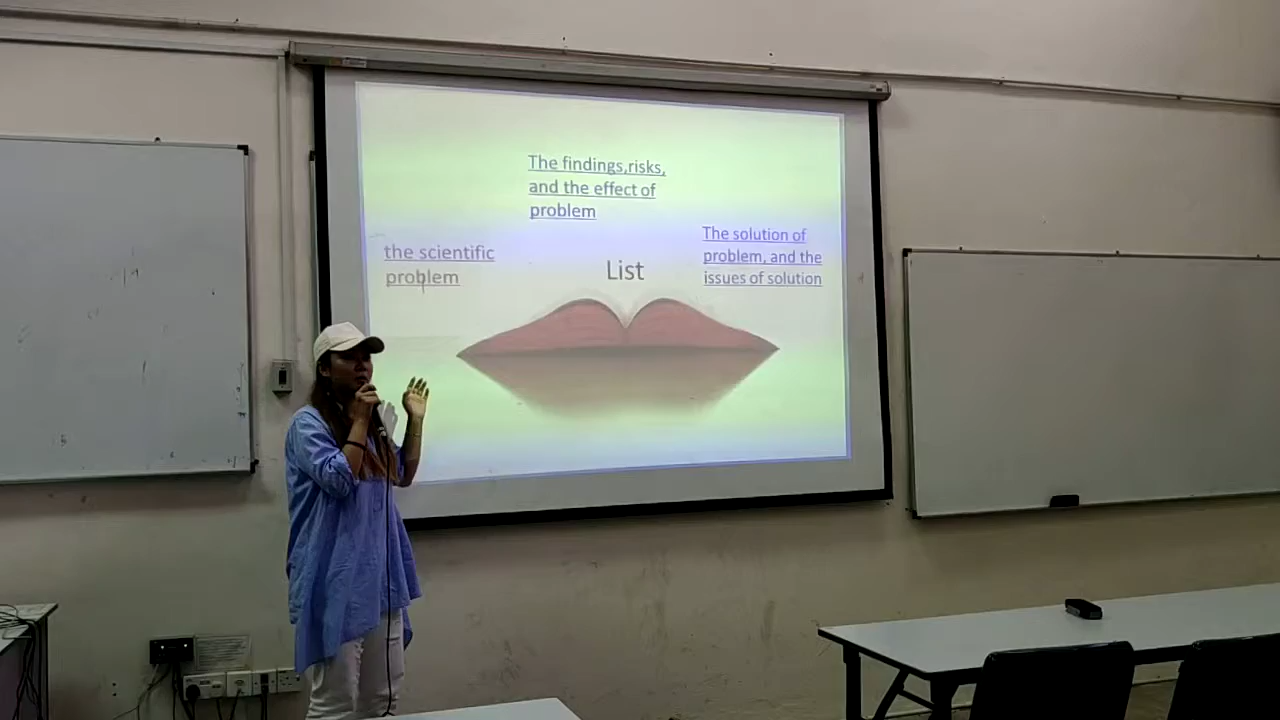 The findings,risks,
and the effect of
problem
the scientific
problem
List
The solution of
problem, and the
issues of solution